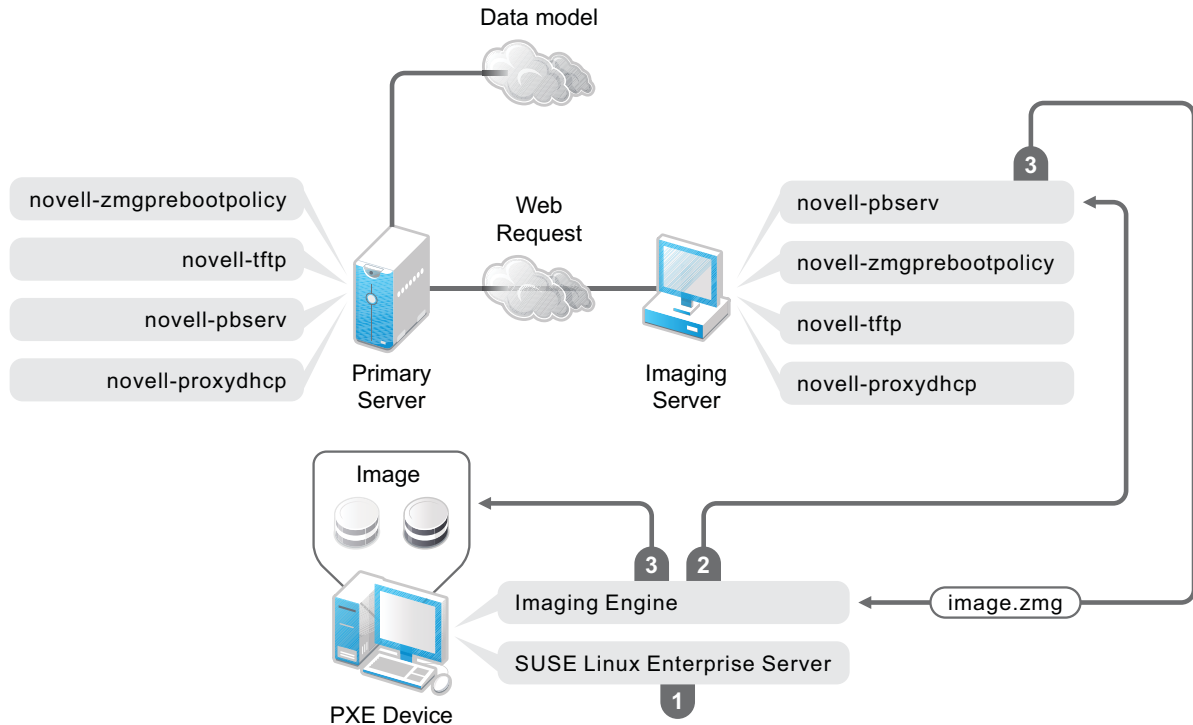 Data model
3
novell-zmgprebootpolicy
novell-tftp
novell-pbserv
novell-proxydhcp
Web
Request
novell-pbserv
novell-zmgprebootpolicy
novell-tftp
novell-proxydhcp
Primary
Server
Imaging
Server
Image
3
2
Imaging Engine
image.zmg
SUSE Linux Enterprise Server
1
PXE Device